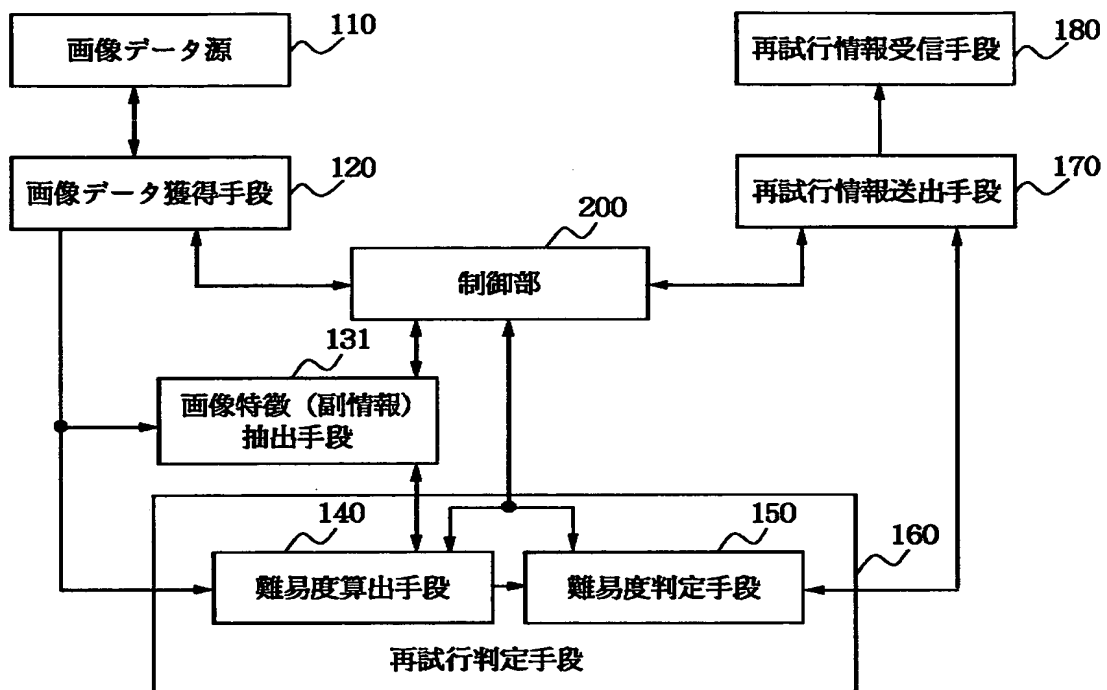 画像データ源
110
再試行情報受信手段
180
画像データ獲得手段
120
再試行情報送出手段
170
200
制御部
131
画像特徴（副情報）
抽出手段
140
150
160
難易度算出手段
難易度判定手段
再試行判定手段